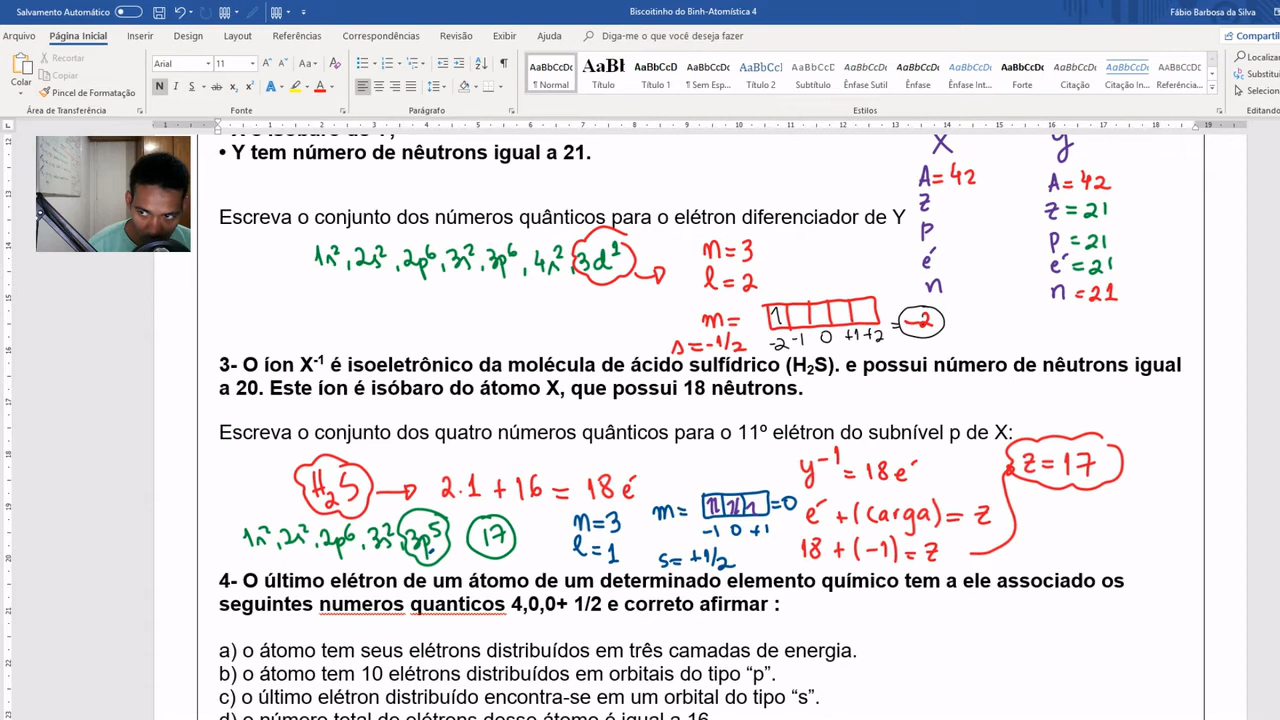 Salvamento Automático
Biscoitinho do Binh-Atomística 4
Fábio Barbosa da Silva
Arquivo Página Inicial Inserir Design Layout Referências Correspondências Revisão Exibir Ajuda Diga-me o que você deseja fazer
Colar
Recortar
Copiar
Pincel de Formatação
Arial 11
AaBbCcDc AaBbCcDc AaBbCc AaBbCcD
¶ Normal ¶ Sem Esp... Título 1 Título 2 Título Subtítulo Ênfase Sutil Ênfase Ênfase Int... Forte Citação Citação In... Referência...
Área de Transferência Fonte Parágrafo Estilos Editando
• Y tem número de nêutrons igual a 21.
X Y
A = 42 A = 42
Z Z = 21
p p = 21
é é = 21
n n = 21
Escreva o conjunto dos números quânticos para o elétron diferenciador de Y
1s², 2s², 2p⁶, 3s², 3p⁶, 4s², 3d¹
n = 3
l = 2
m = = -2
-2 -1 0 +1 +2
s = -1/2
3- O íon X-1 é isoeletrônico da molécula de ácido sulfídrico (H2S). e possui número de nêutrons igual
a 20. Este íon é isóbaro do átomo X, que possui 18 nêutrons.
Escreva o conjunto dos quatro números quânticos para o 11º elétron do subnível p de X:
H2S → 2.1 + 16 = 18 é
1s², 2s², 2p⁶, 3s², 3p⁵ 17
n = 3
l = 1
m = = 0
-1 0 +1
s = +1/2
y⁻¹ = 18 é
é + (carga) = Z
18 + (-1) = Z
Z = 17
4- O último elétron de um átomo de um determinado elemento químico tem a ele associado os
seguintes numeros quanticos 4,0,0+ 1/2 e correto afirmar :
a) o átomo tem seus elétrons distribuídos em três camadas de energia.
b) o átomo tem 10 elétrons distribuídos em orbitais do tipo “p”.
c) o último elétron distribuído encontra-se em um orbital do tipo “s”.
d) o número total de elétrons desse átomo é igual a 16.